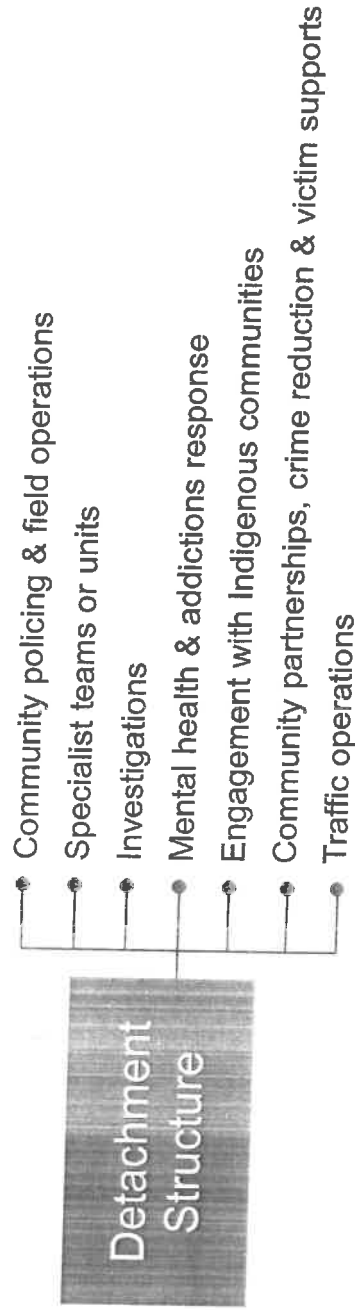 Detachment
Structure
Community policing & field operations
Specialist teams or units
Investigations
Mental health & addictions response
Engagement with Indigenous communities
Community partnerships, crime reduction & victim supports
Traffic operations